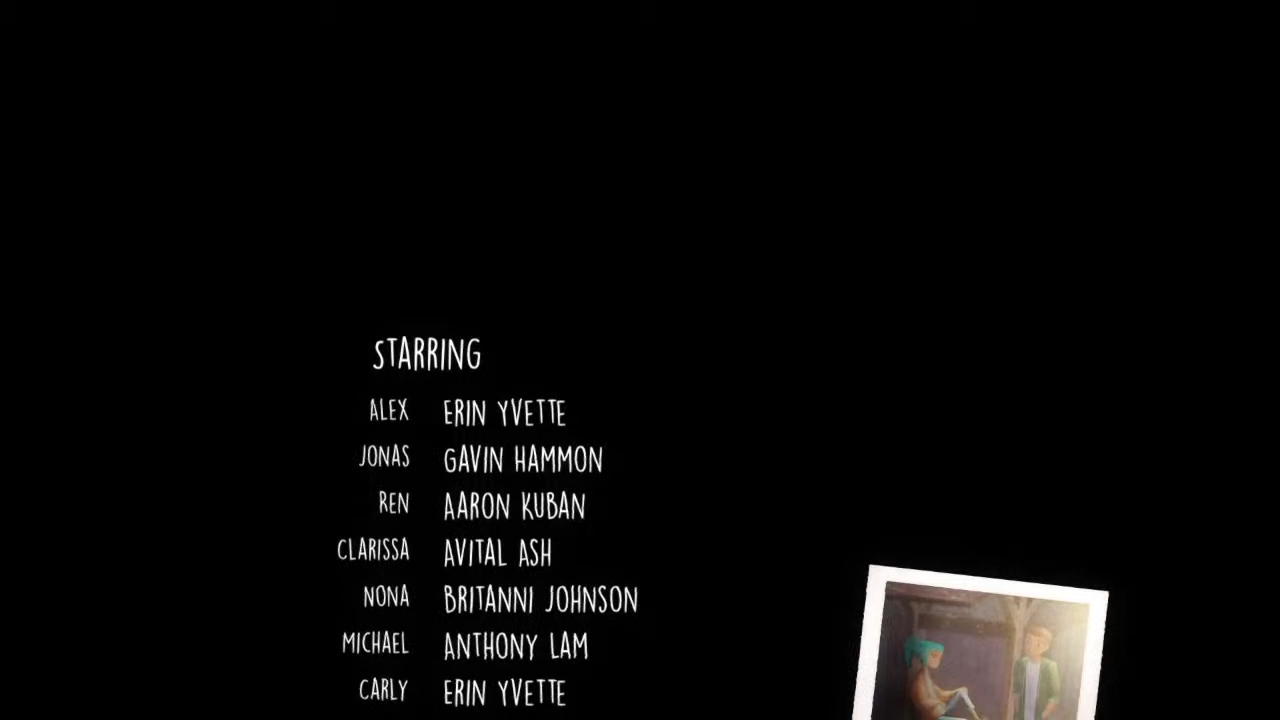 STARRING
ALEX ERIN YVETTE
JONAS GAVIN HAMMON
REN AARON KUBAN
CLARISSA AVITAL ASH
NONA BRITANNI JOHNSON
MICHAEL ANTHONY LAM
CARLY ERIN YVETTE